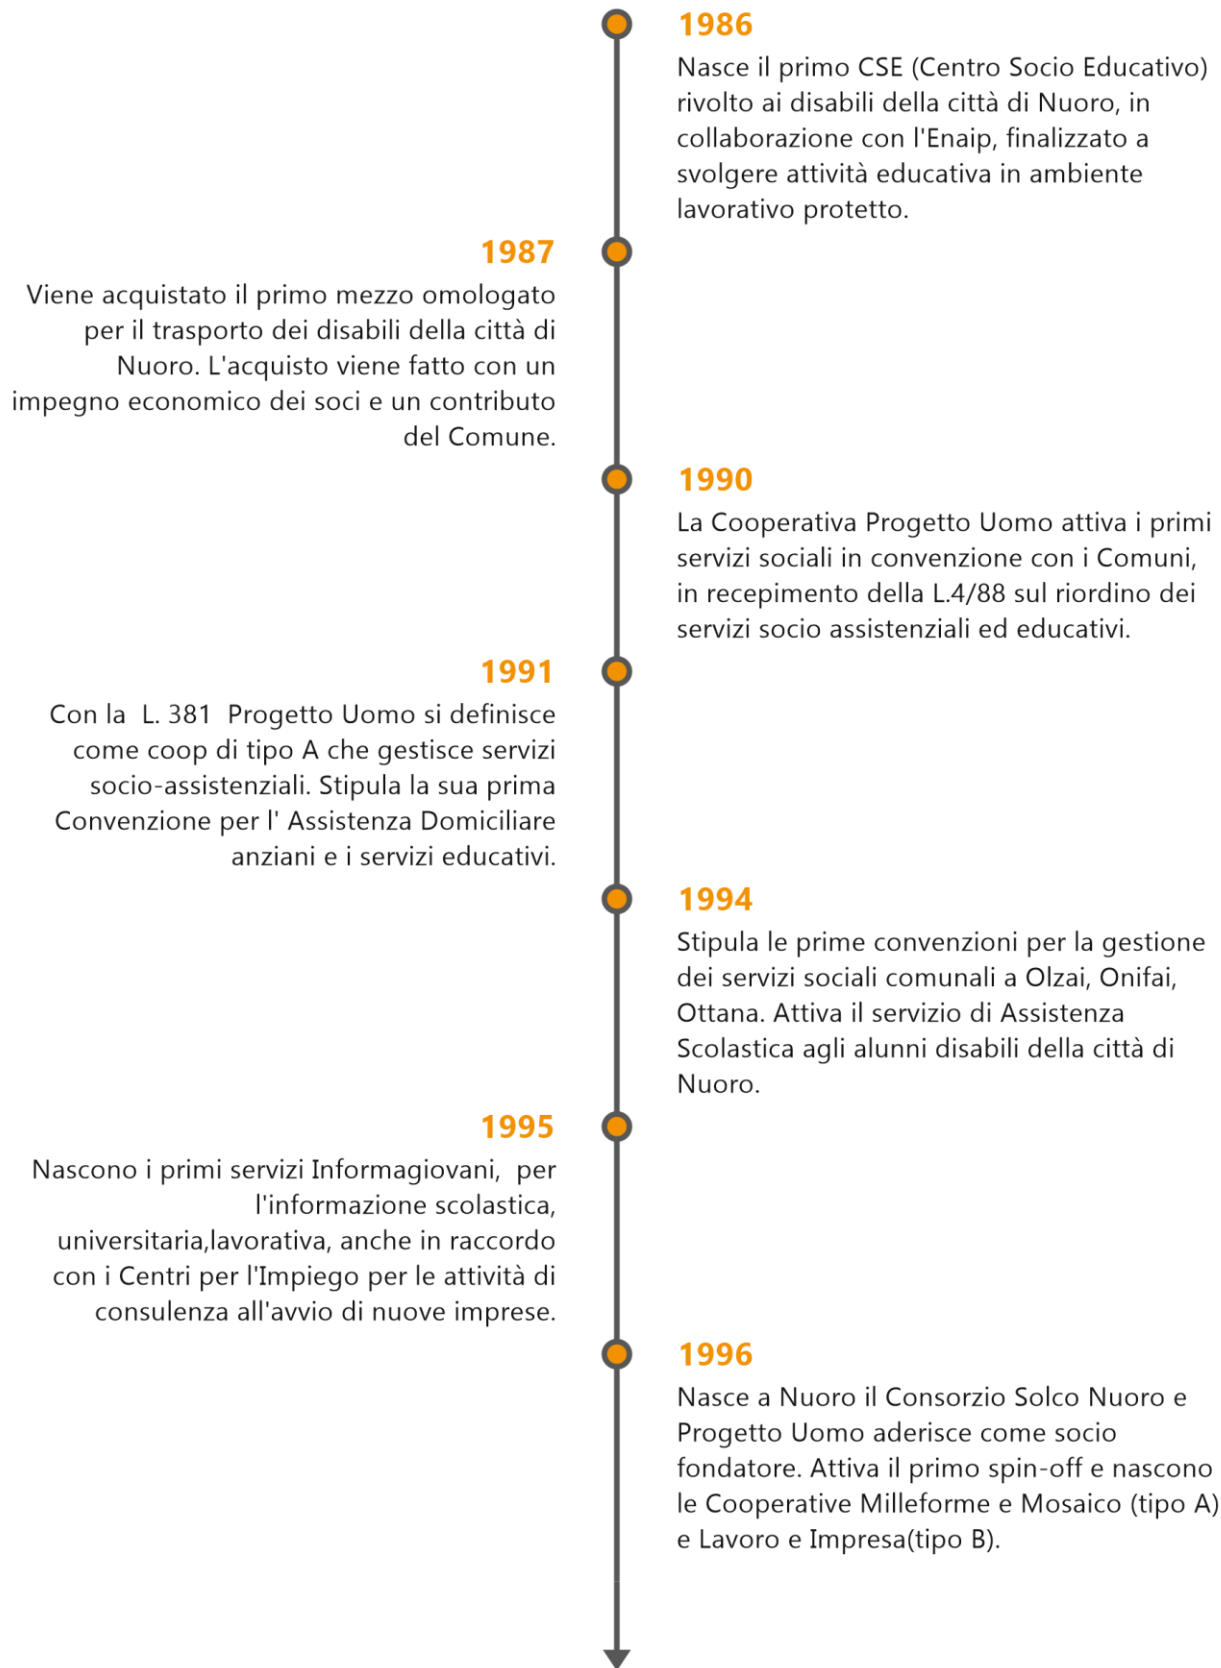 1986
Nasce il primo CSE (Centro Socio Educativo)
rivolto ai disabili della città di Nuoro, in
collaborazione con l'Enaip, finalizzato a
svolgere attività educativa in ambiente
lavorativo protetto.
1987
Viene acquistato il primo mezzo omologato
per il trasporto dei disabili della città di
Nuoro. L'acquisto viene fatto con un
impegno economico dei soci e un contributo
del Comune.
1990
La Cooperativa Progetto Uomo attiva i primi
servizi sociali in convenzione con i Comuni,
in recepimento della L.4/88 sul riordino dei
servizi socio assistenziali ed educativi.
1991
Con la  L. 381  Progetto Uomo si definisce
come coop di tipo A che gestisce servizi
socio-assistenziali. Stipula la sua prima
Convenzione per l' Assistenza Domiciliare
anziani e i servizi educativi.
1994
Stipula le prime convenzioni per la gestione
dei servizi sociali comunali a Olzai, Onifai,
Ottana. Attiva il servizio di Assistenza
Scolastica agli alunni disabili della città di
Nuoro.
1995
Nascono i primi servizi Informagiovani,  per
l'informazione scolastica,
universitaria,lavorativa, anche in raccordo
con i Centri per l'Impiego per le attività di
consulenza all'avvio di nuove imprese.
1996
Nasce a Nuoro il Consorzio Solco Nuoro e
Progetto Uomo aderisce come socio
fondatore. Attiva il primo spin-off e nascono
le Cooperative Milleforme e Mosaico (tipo A)
e Lavoro e Impresa(tipo B).